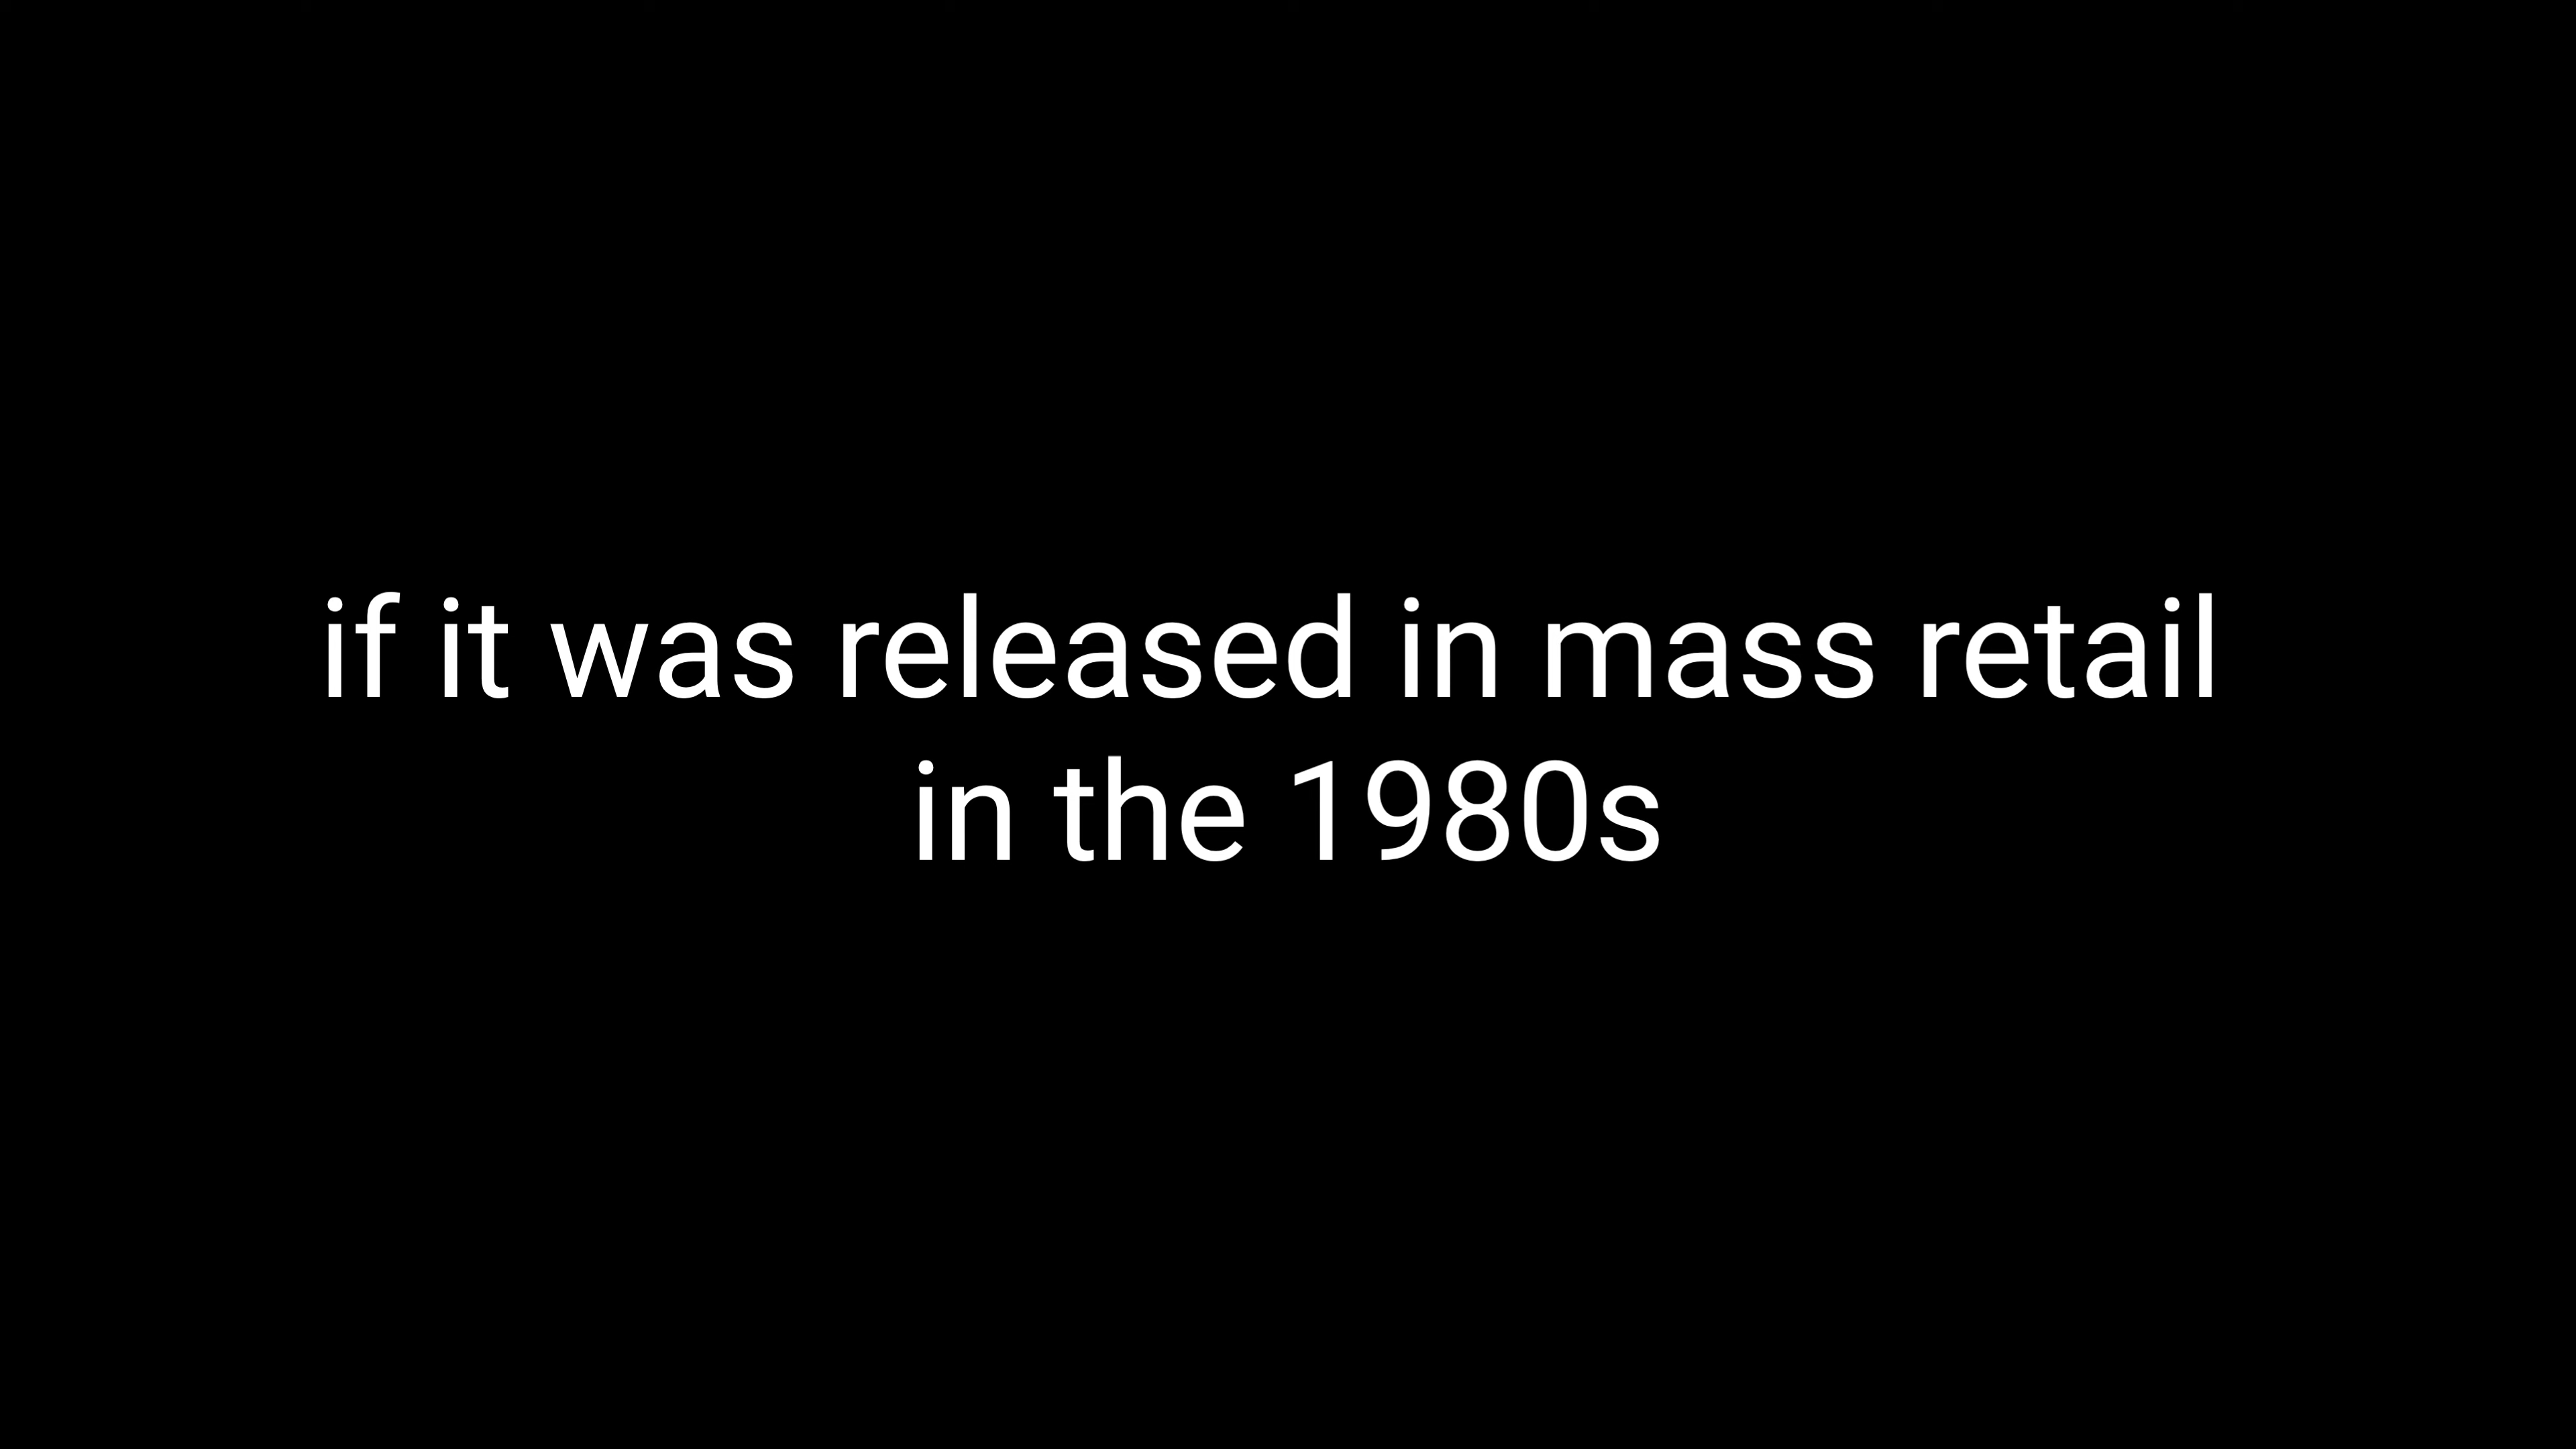 if it was released in mass retail
in the 1980s